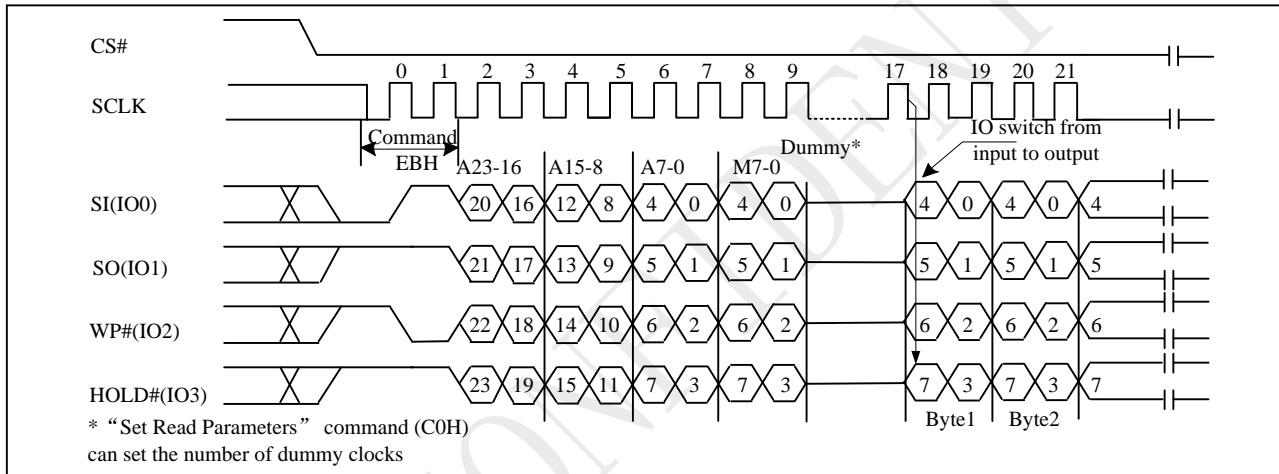 CS#
0 1 2 3 4 5 6 7 8 9 17 18 19 20 21
SCLK
Command
EBH
IO switch from
input to output
Dummy*
A23-16 A15-8 A7-0 M7-0
SI(IO0) 20 16 12 8 4 0 4 0 4 0 4 0 4
SO(IO1) 21 17 13 9 5 1 5 1 5 1 5 1 5
WP#(IO2) 22 18 14 10 6 2 6 2 6 2 6 2 6
HOLD#(IO3) 23 19 15 11 7 3 7 3 7 3 7 3 7
Byte1 Byte2
* “Set Read Parameters” command (C0H)
can set the number of dummy clocks
CONFIDENT